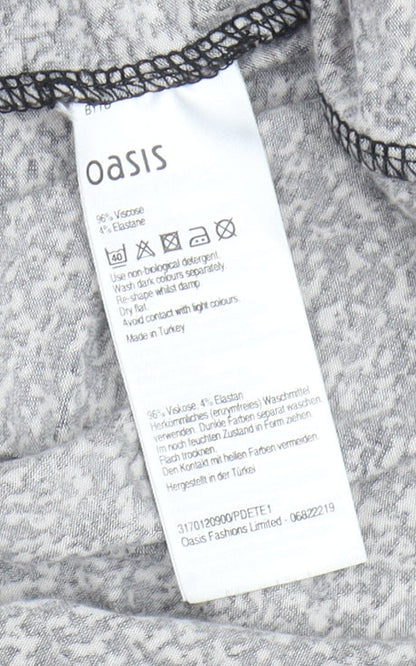 oasis
96% Viscose
4% Elastane
40
Use non-biological detergent.
Wash dark colours separately.
Re-shape whilst damp.
Dry flat.
Avoid contact with light colours.
Made in Turkey
96% Viskose, 4% Elastan
Herkömmliches (enzymfreies) Waschmittel
verwenden. Dunkle Farben separat waschen.
Im noch feuchten Zustand in Form ziehen.
Flach trocknen.
Den Kontakt mit hellen Farben vermeiden.
Hergestellt in der Türkei
3170120900/PDETE1
Oasis Fashions Limited - 06822219